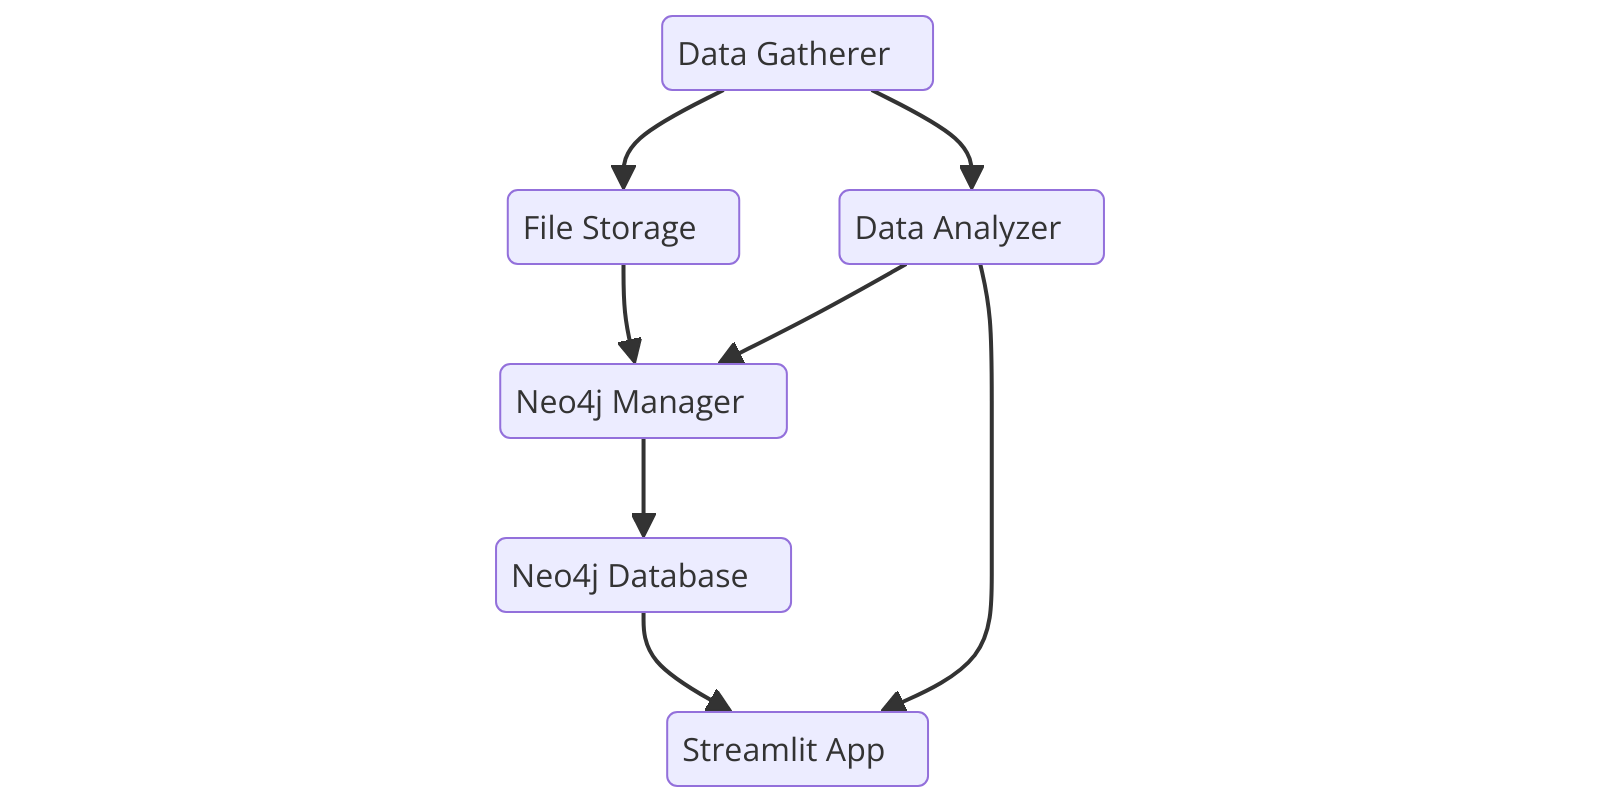 Data Gatherer
File Storage
Data Analyzer
Neo4j Manager
Neo4j Database
Streamlit App